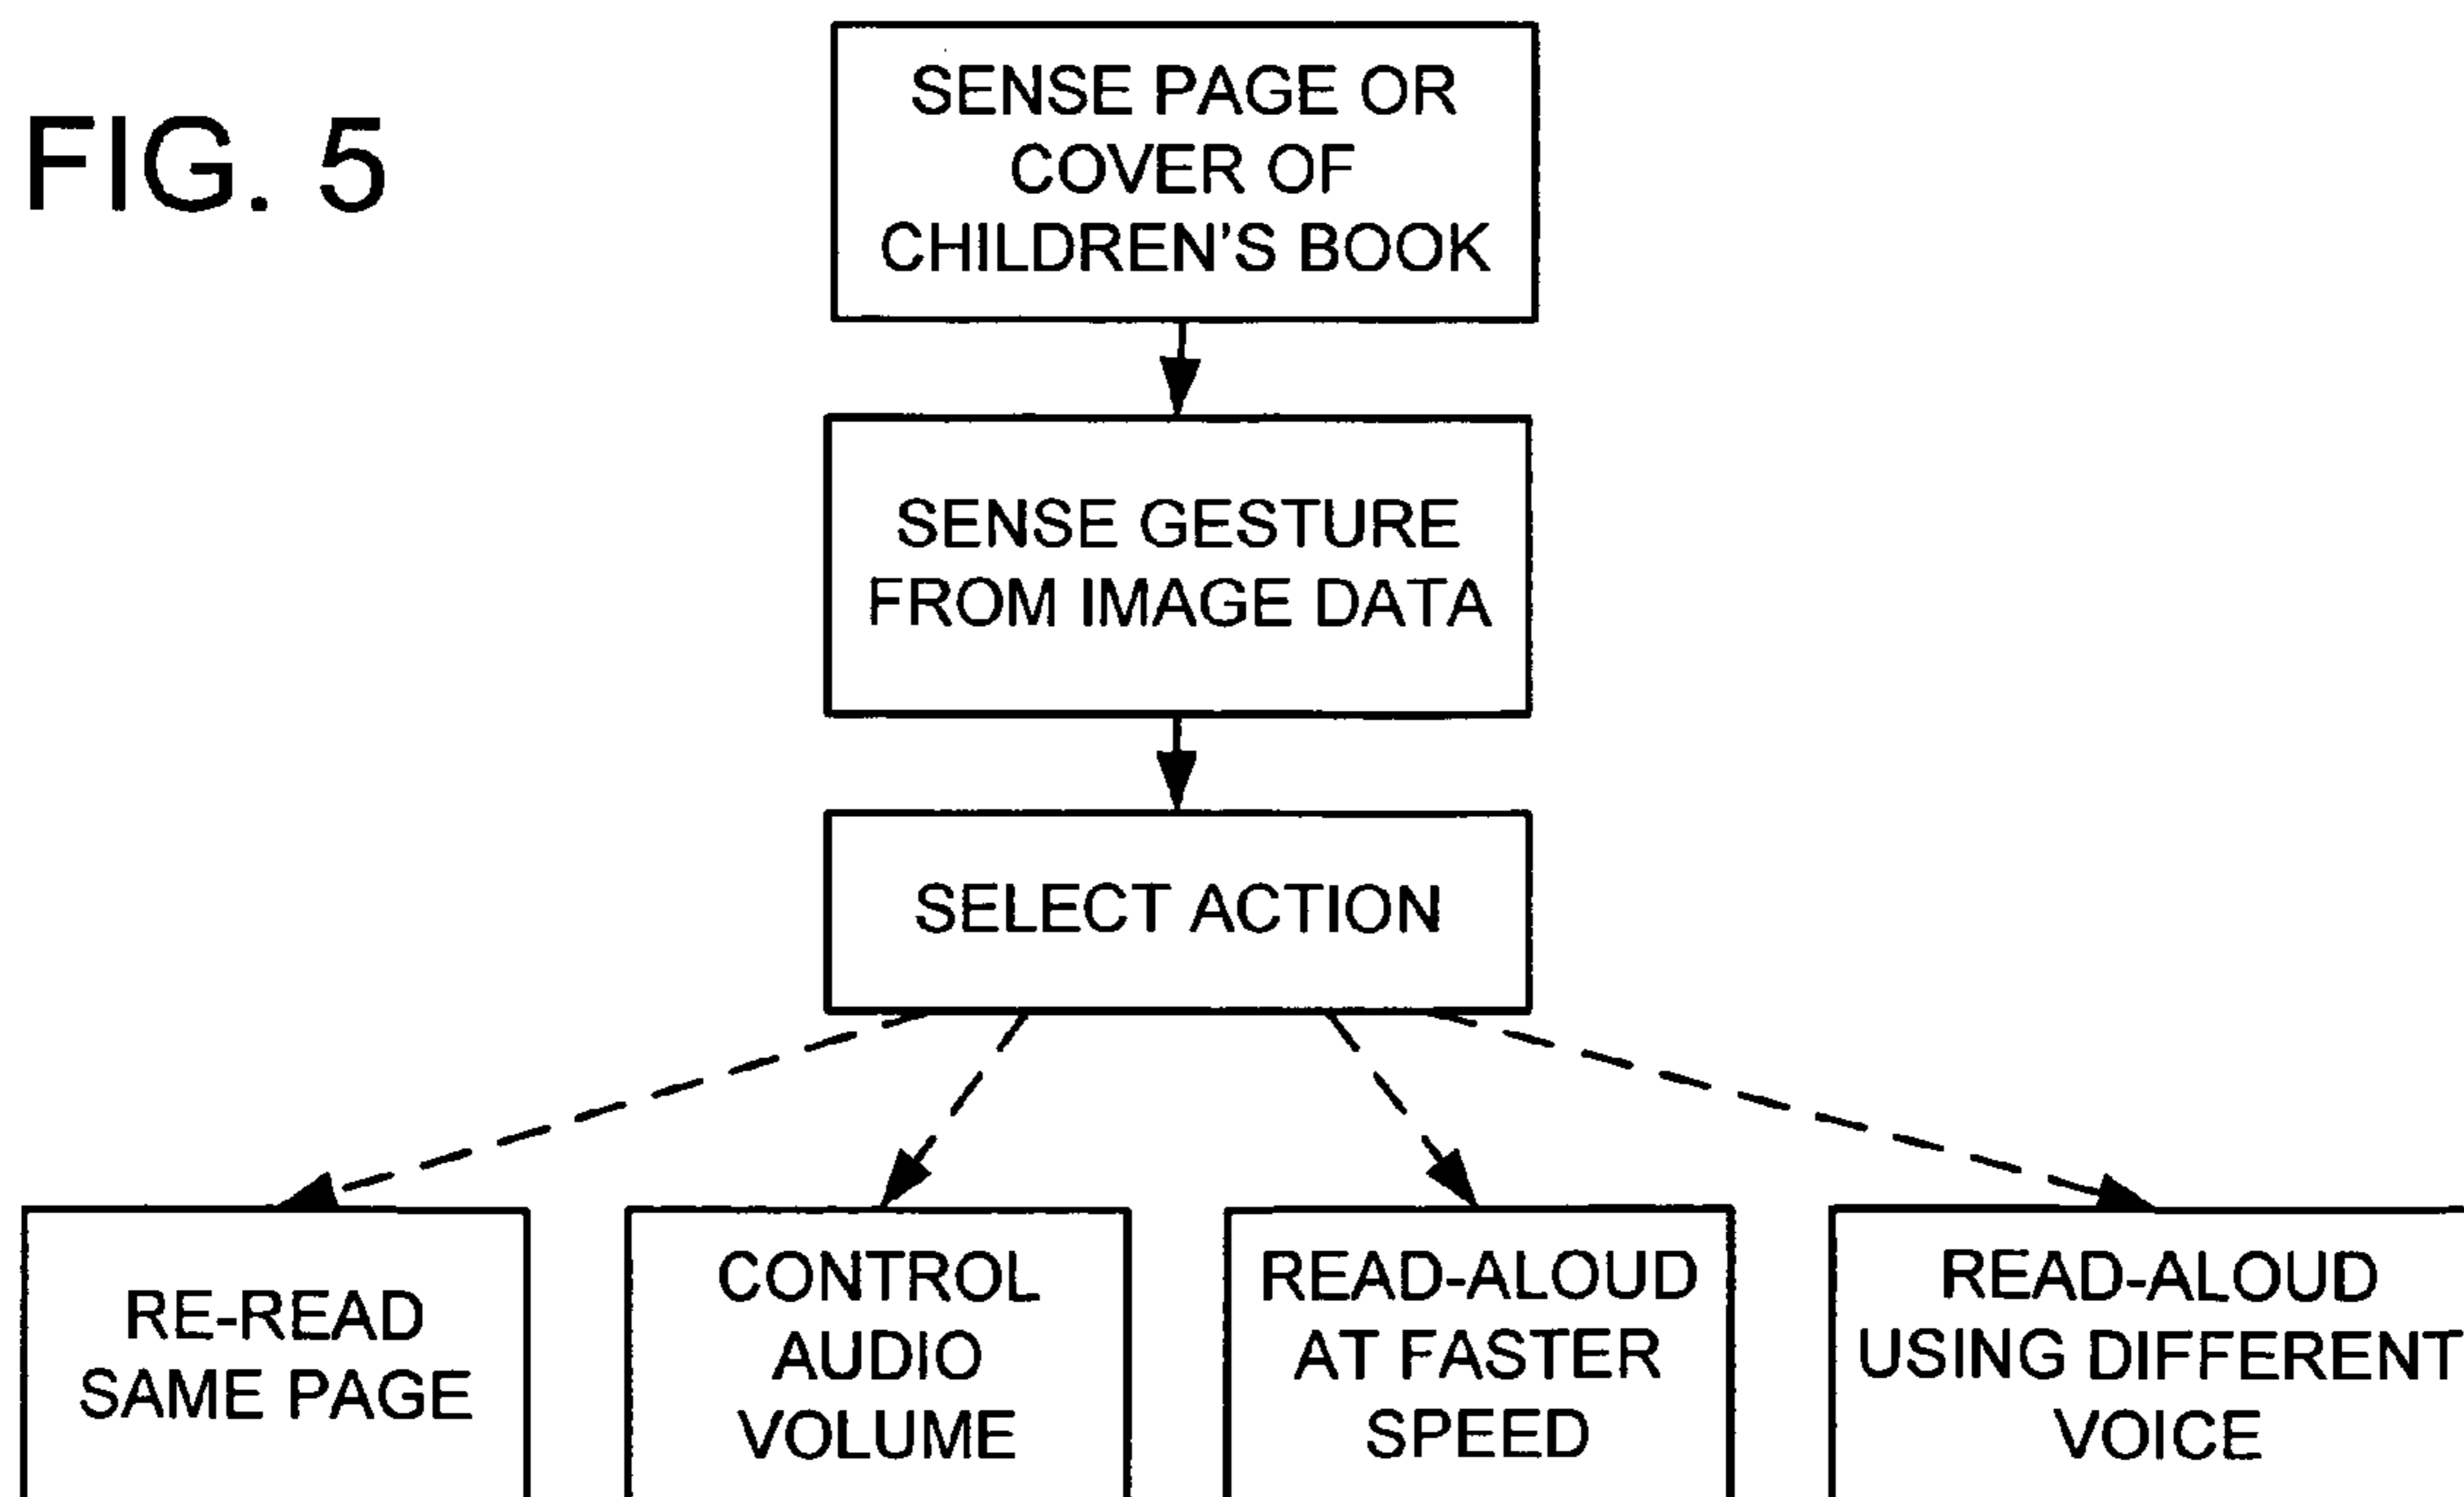 FIG. 5
SENSE PAGE OR
COVER OF
CHILDREN'S BOOK
SENSE GESTURE
FROM IMAGE DATA
SELECT ACTION
RE-READ
SAME PAGE
CONTROL
AUDIO
VOLUME
READ-ALOUD
AT FASTER
SPEED
READ-ALOUD
USING DIFFERENT
VOICE